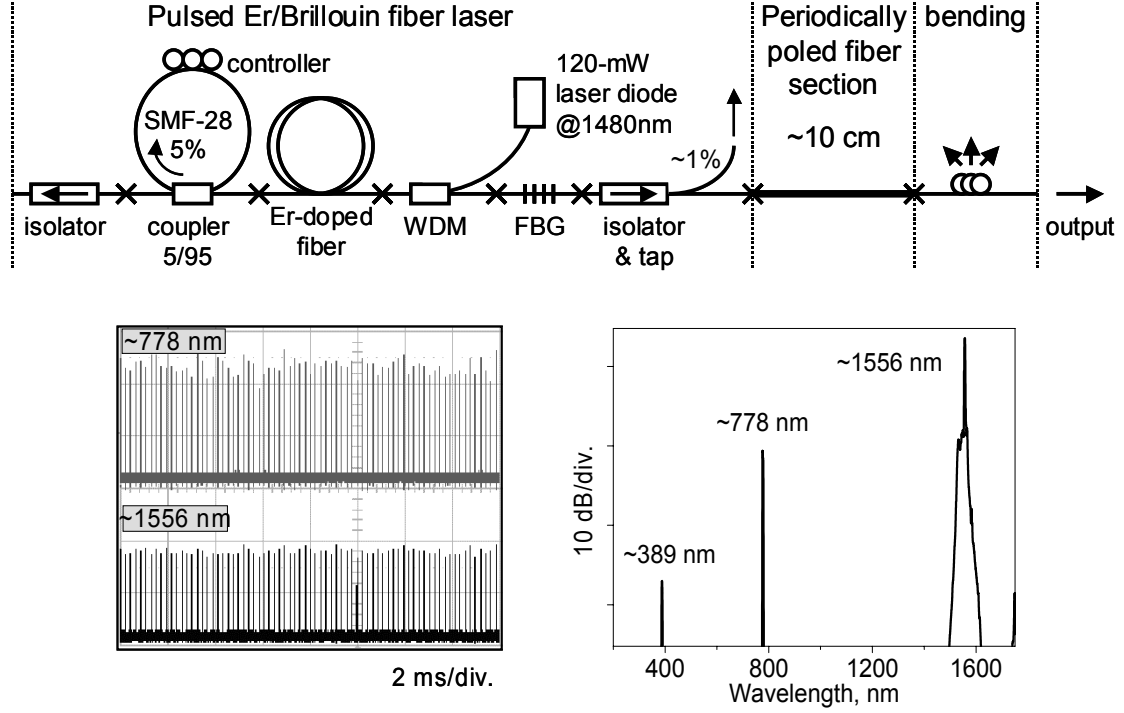 Pulsed Er/Brillouin fiber laser
Periodically
poled fiber
section
~10 cm
bending
controller
SMF-28
5%
120-mW
laser diode
@1480nm
~1%
isolator
coupler
5/95
Er-doped
fiber
WDM
FBG
isolator
& tap
output
~778 nm
~1556 nm
2 ms/div.
10 dB/div.
~389 nm
~778 nm
~1556 nm
400
800
1200
1600
Wavelength, nm